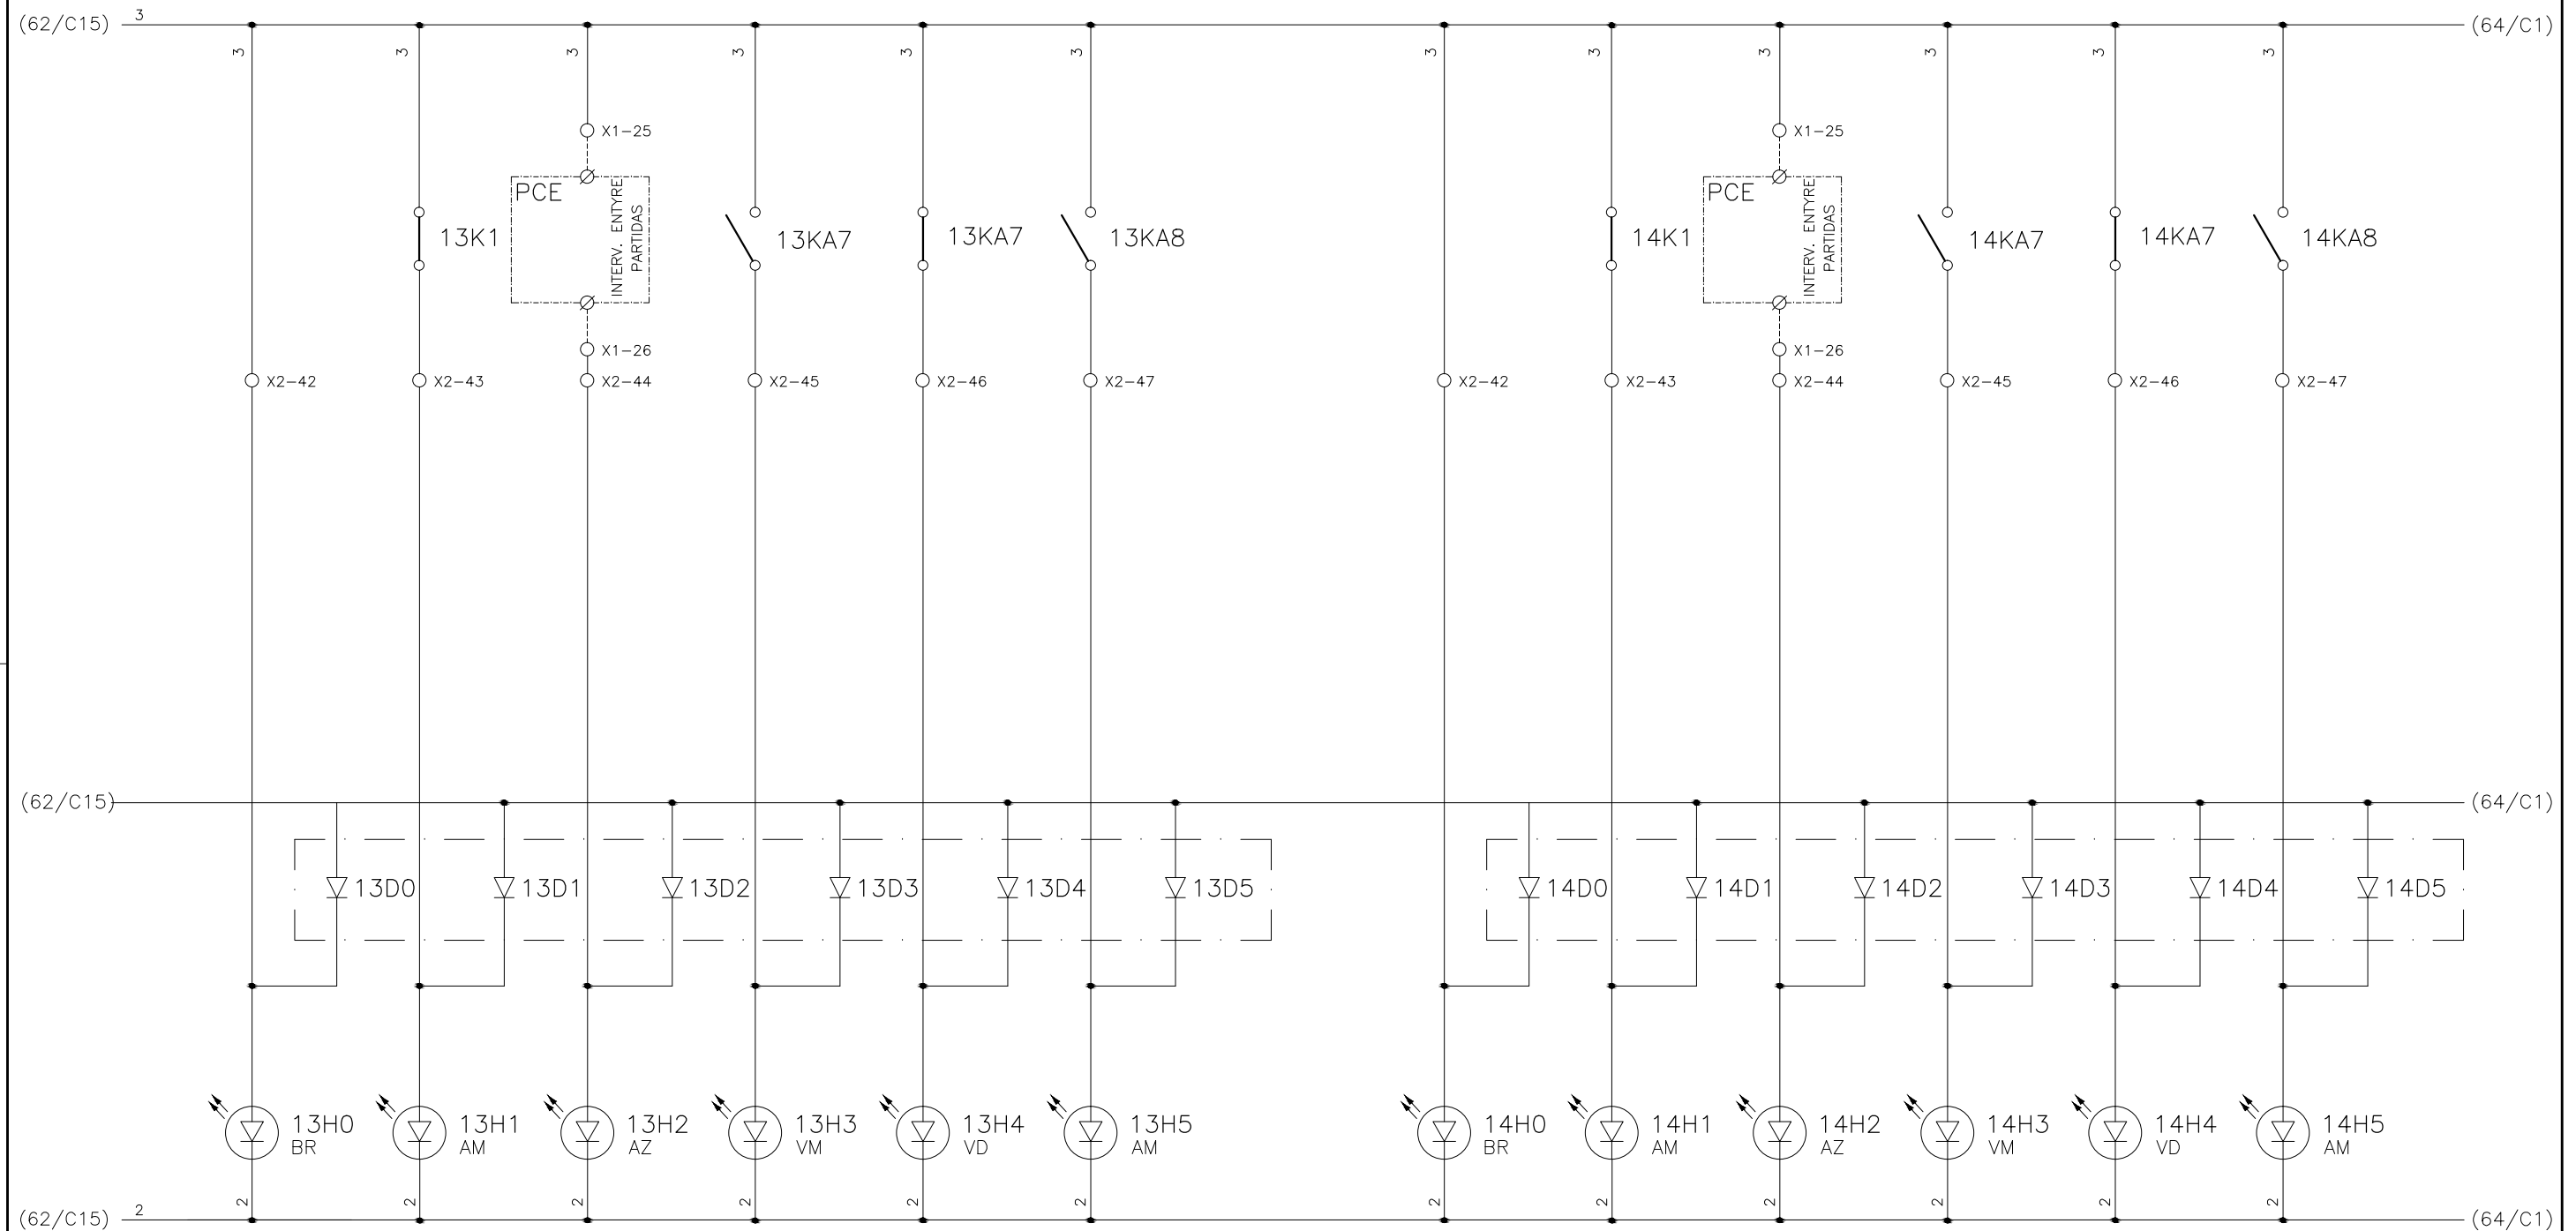 (62/C15) 3 (64/C1)
3 3 3 3 3 3 3 3 3 3 3 3
X1-25 X1-25
PCE INTERV. ENTYRE PARTIDAS PCE INTERV. ENTYRE PARTIDAS
13K1 13KA7 13KA7 13KA8 14K1 14KA7 14KA7 14KA8
X1-26 X1-26
X2-42 X2-43 X2-44 X2-45 X2-46 X2-47 X2-42 X2-43 X2-44 X2-45 X2-46 X2-47
(62/C15) (64/C1)
13D0 13D1 13D2 13D3 13D4 13D5 14D0 14D1 14D2 14D3 14D4 14D5
13H0 13H1 13H2 13H3 13H4 13H5 14H0 14H1 14H2 14H3 14H4 14H5
BR AM AZ VM VD AM BR AM AZ VM VD AM
2 2 2 2 2 2 2 2 2 2 2 2
(62/C15) 2 (64/C1)